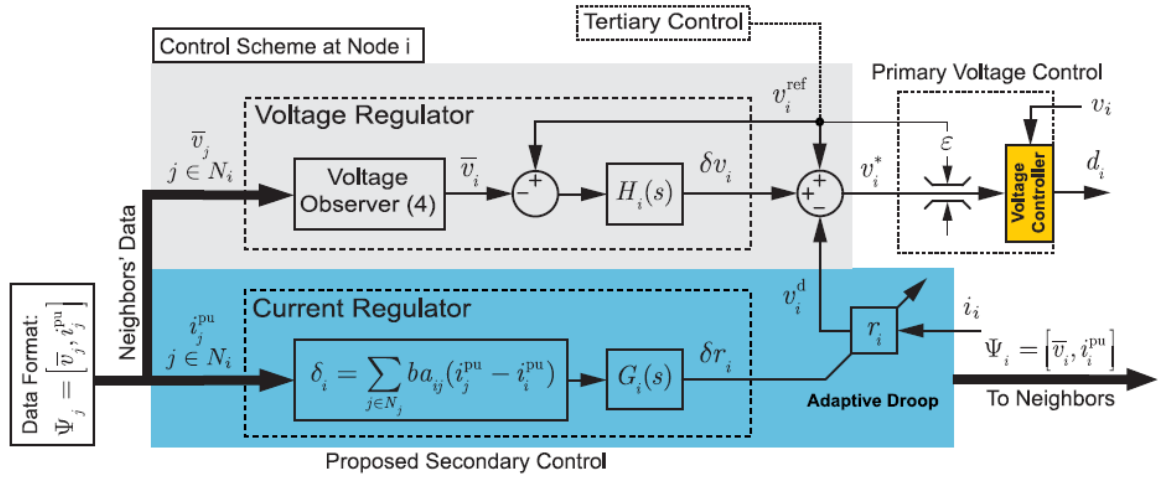 Tertiary Control
Control Scheme at Node i
Primary Voltage Control
v_i^ref
Voltage Regulator
v_i
v̅_j
j ∈ N_i
ε
Voltage
Observer (4)
v̅_i
− +
H_i(s)
δv_i
+ + −
v_i^*
Voltage
Controller
d_i
Neighbors' Data
Data Format:
Ψ_j = [v̅_j, i_j^pu]
Current Regulator
v_i^d
i_j^pu
j ∈ N_i
δ_i = ∑_{j∈N_j} ba_ij(i_j^pu − i_i^pu)
G_i(s)
δr_i
r_i
i_i
Ψ_i = [v̅_i, i_i^pu]
To Neighbors
Adaptive Droop
Proposed Secondary Control